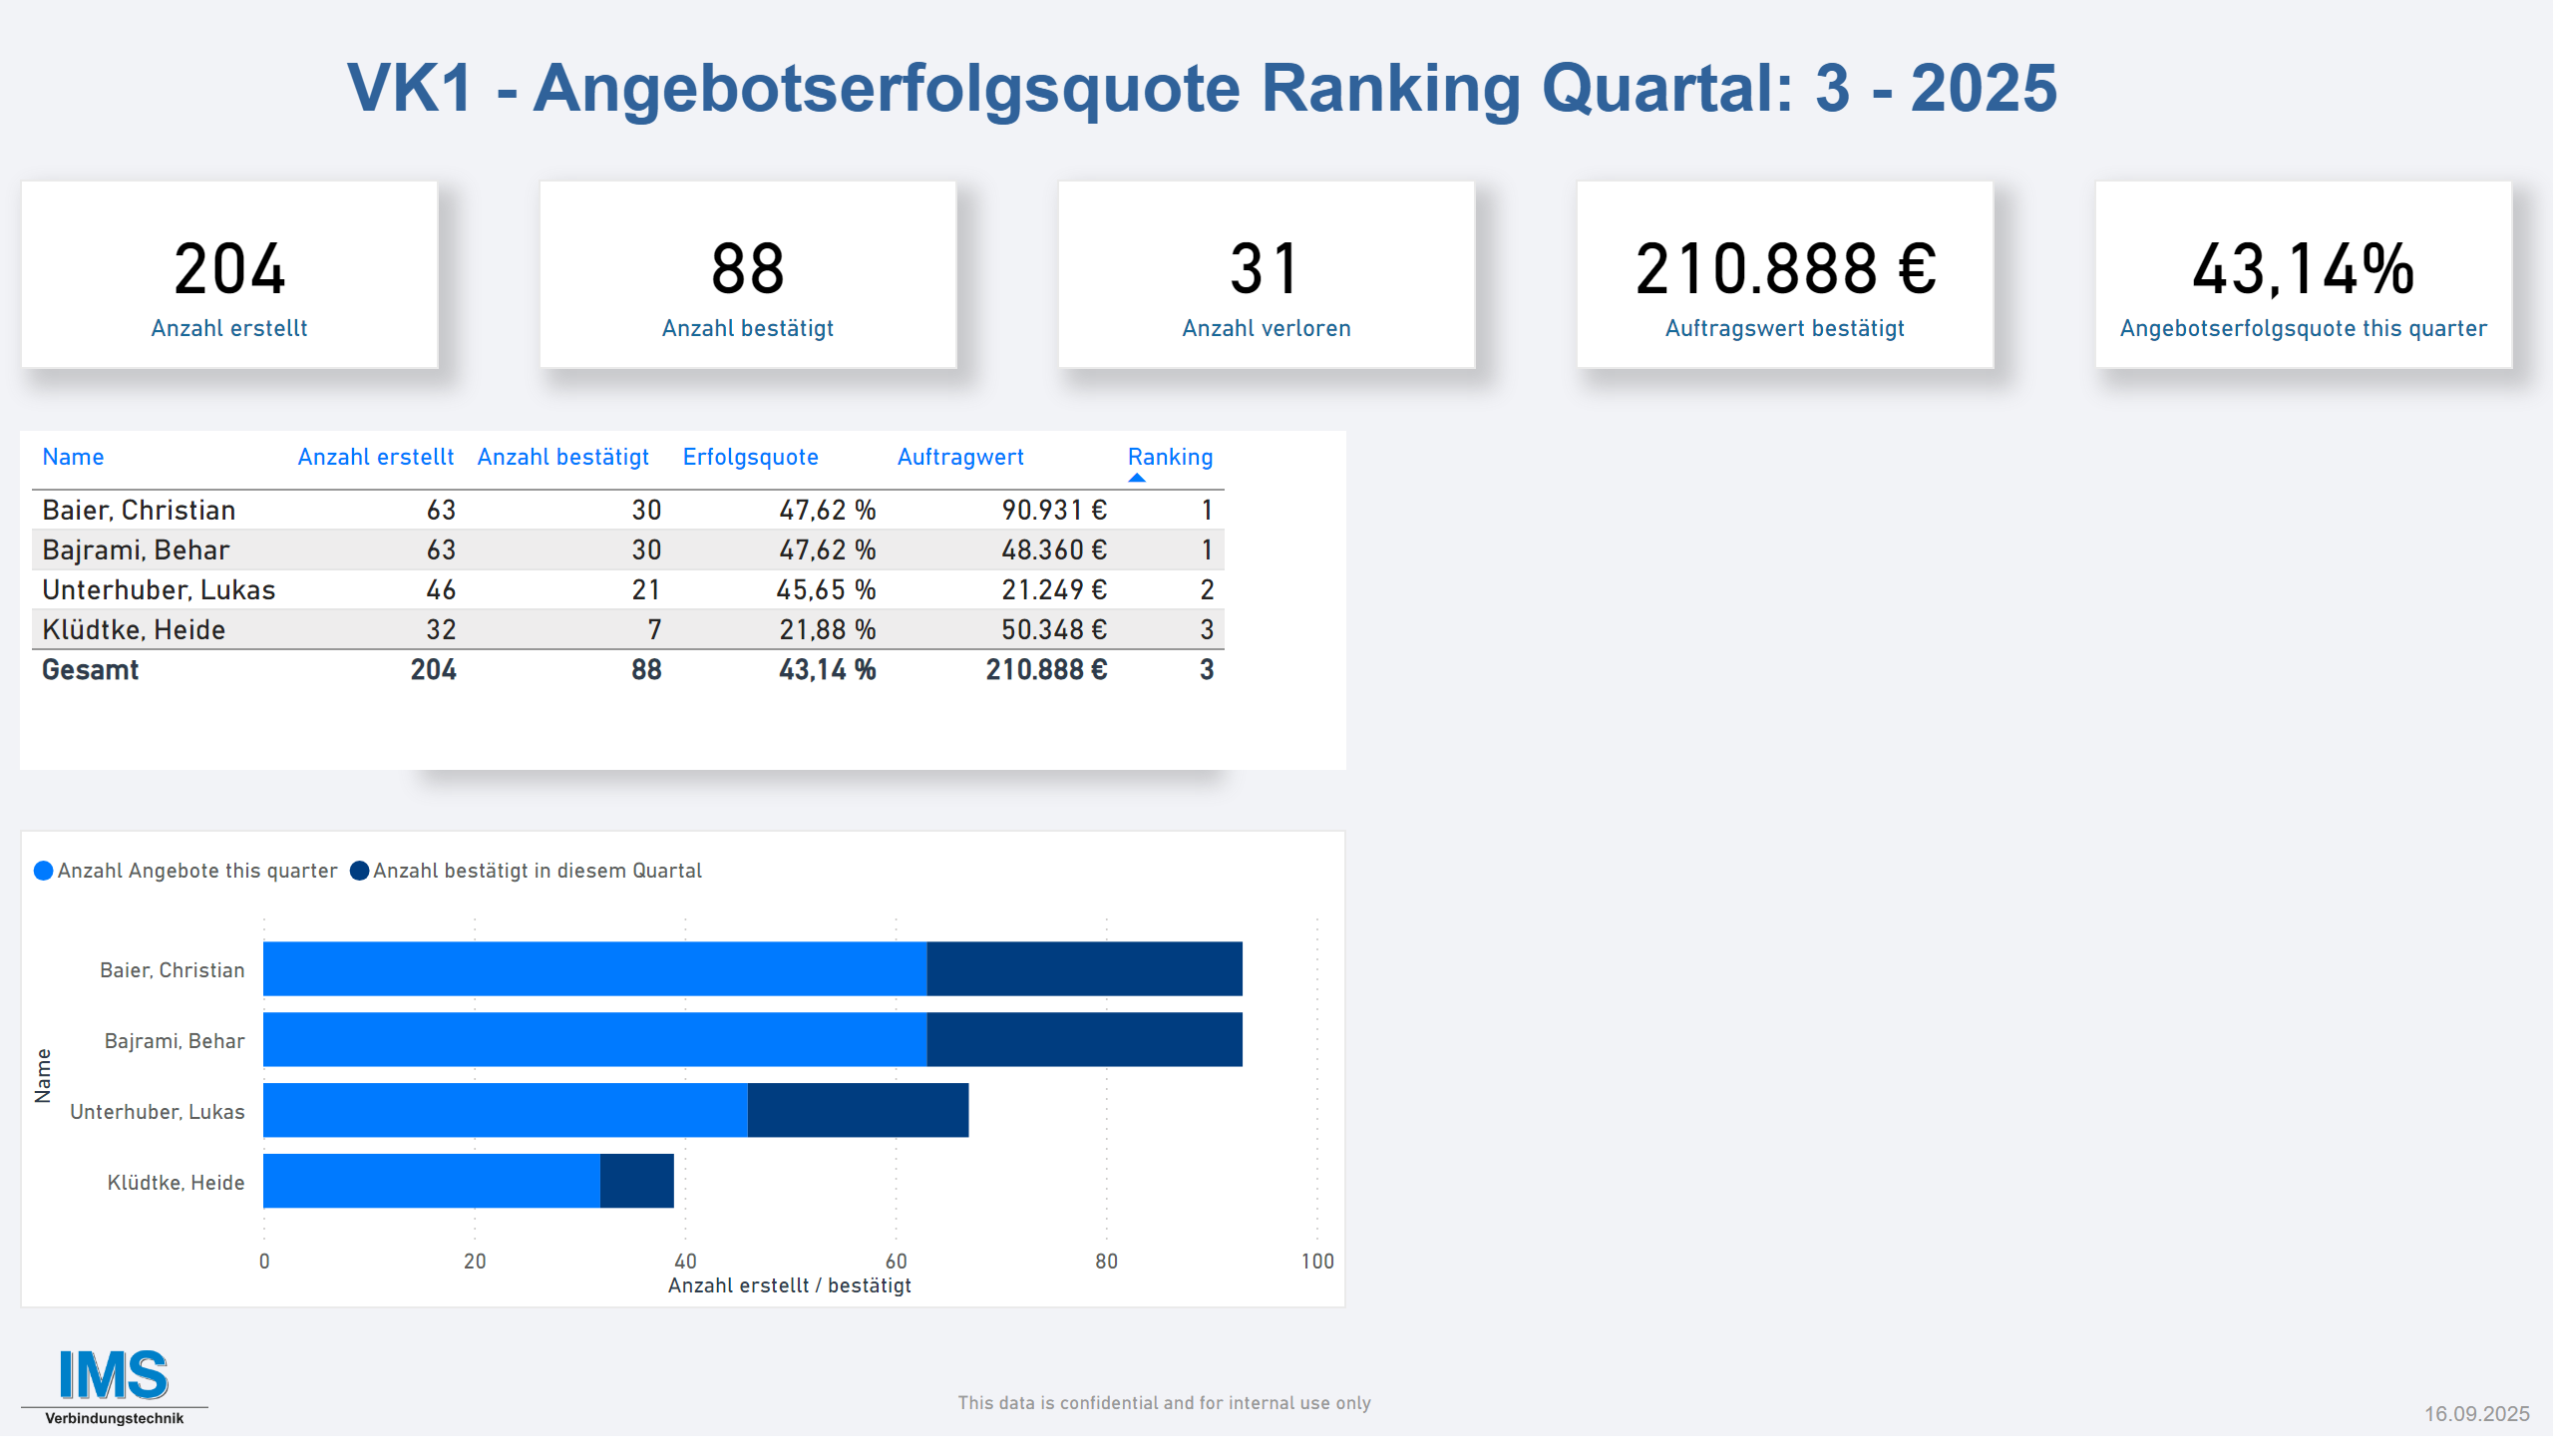 VK1 - Angebotserfolgsquote Ranking Quartal: 3 - 2025
204
Anzahl erstellt
88
Anzahl bestätigt
31
Anzahl verloren
210.888 €
Auftragswert bestätigt
43,14%
Angebotserfolgsquote this quarter
Name Anzahl erstellt Anzahl bestätigt Erfolgsquote Auftragwert Ranking
Baier, Christian 63 30 47,62 % 90.931 € 1
Bajrami, Behar 63 30 47,62 % 48.360 € 1
Unterhuber, Lukas 46 21 45,65 % 21.249 € 2
Klüdtke, Heide 32 7 21,88 % 50.348 € 3
Gesamt 204 88 43,14 % 210.888 € 3
Anzahl Angebote this quarter Anzahl bestätigt in diesem Quartal
Name
Baier, Christian
Bajrami, Behar
Unterhuber, Lukas
Klüdtke, Heide
0 20 40 60 80 100
Anzahl erstellt / bestätigt
IMS
Verbindungstechnik
This data is confidential and for internal use only
16.09.2025